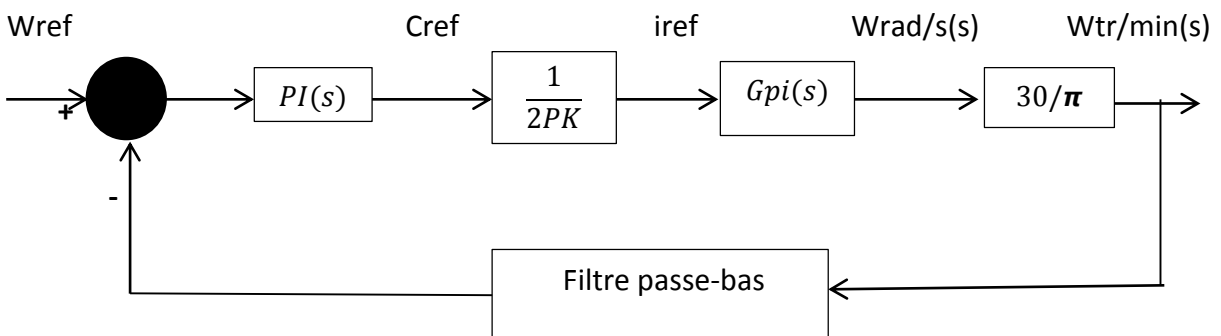 Wref Cref iref Wrad/s(s) Wtr/min(s)
+ PI(s) 1/2PK Gpi(s) 30/π
-
Filtre passe-bas